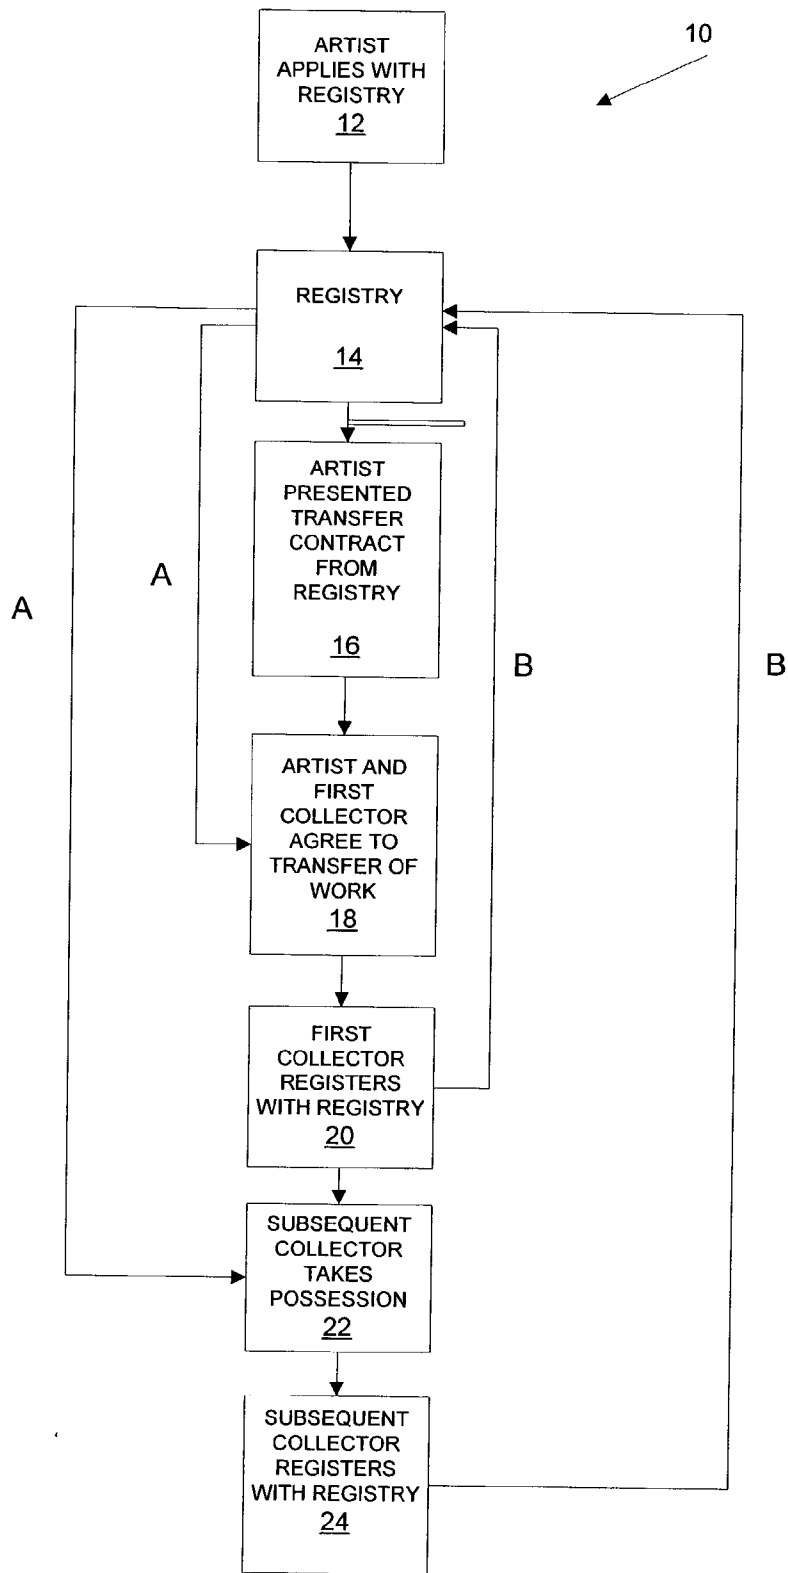 ARTIST
APPLIES WITH
REGISTRY
12
10
REGISTRY
14
ARTIST
PRESENTED
TRANSFER
CONTRACT
FROM
REGISTRY
16
A
A
B
B
ARTIST AND
FIRST
COLLECTOR
AGREE TO
TRANSFER OF
WORK
18
FIRST
COLLECTOR
REGISTERS
WITH REGISTRY
20
SUBSEQUENT
COLLECTOR
TAKES
POSSESSION
22
SUBSEQUENT
COLLECTOR
REGISTERS
WITH REGISTRY
24